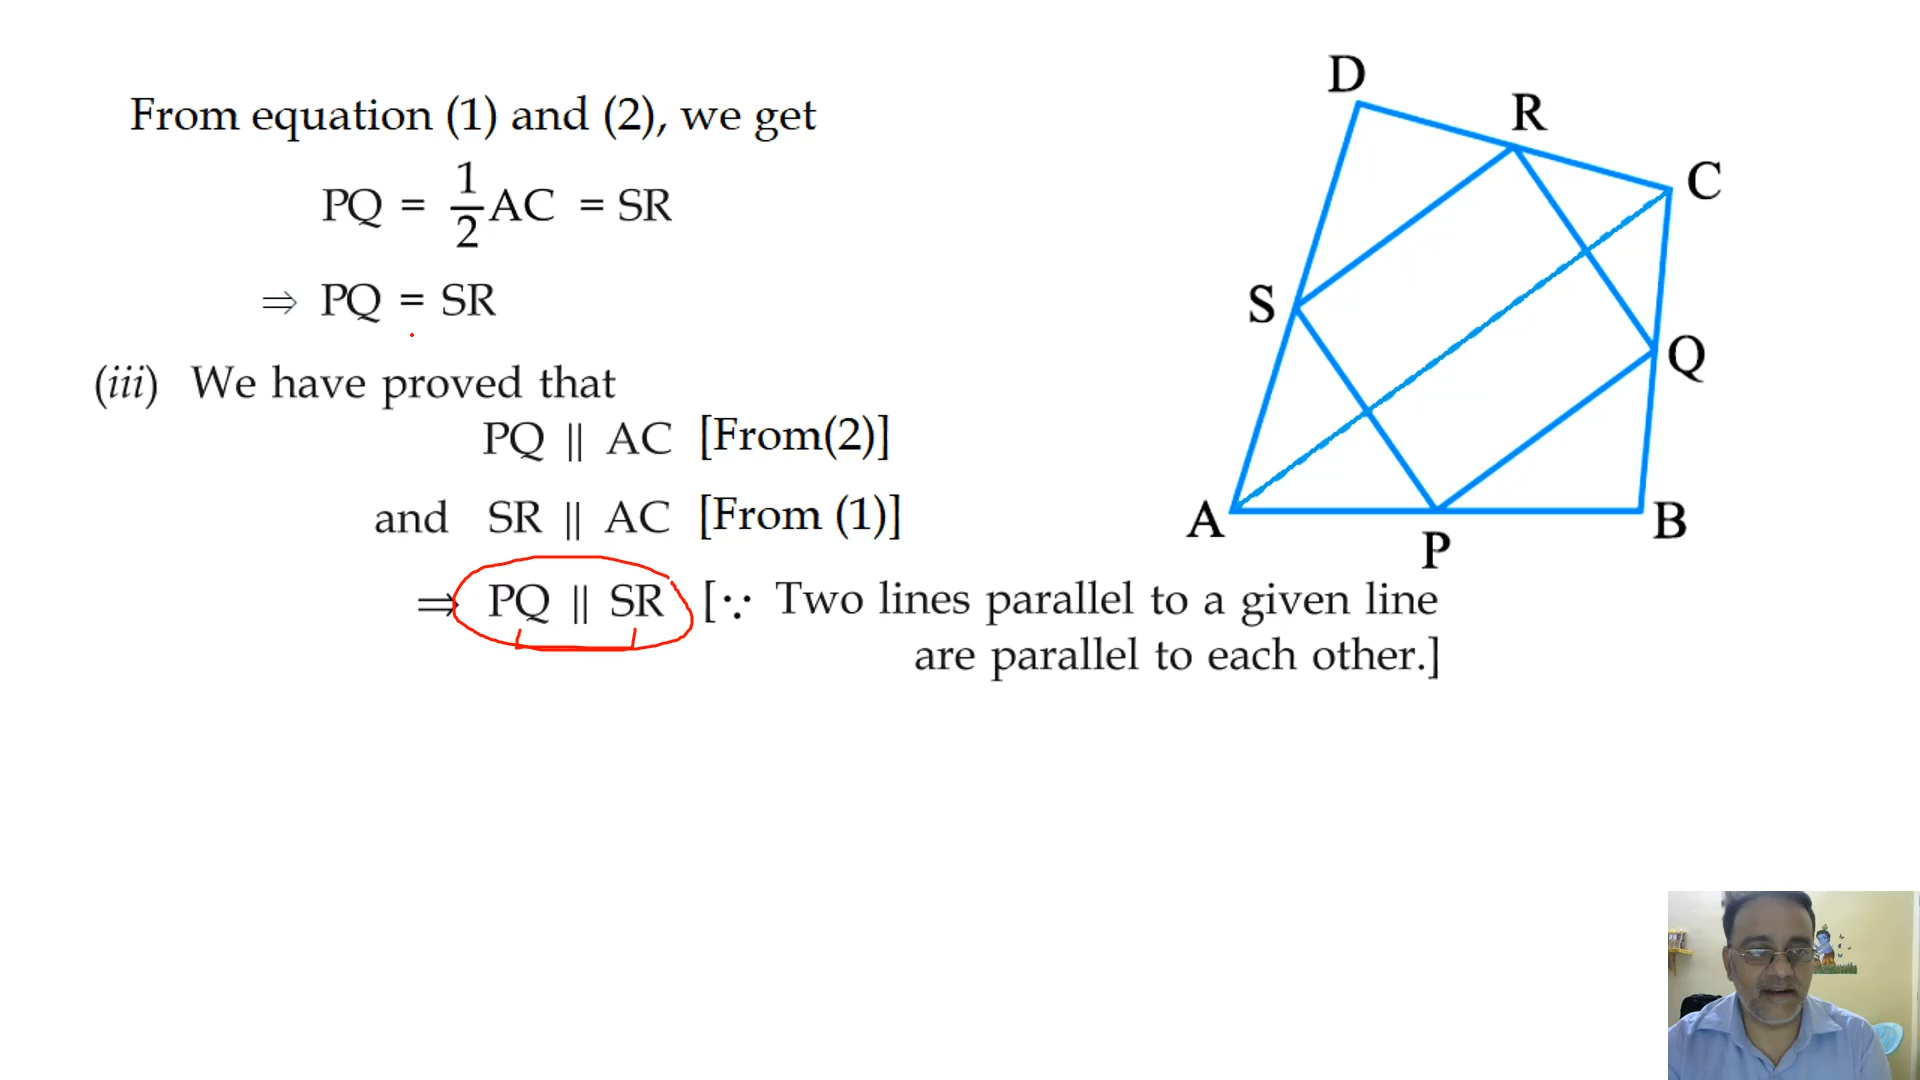 From equation (1) and (2), we get
PQ = 1/2 AC = SR
⇒ PQ = SR
(iii) We have proved that
PQ || AC [From(2)]
and SR || AC [From (1)]
⇒ PQ || SR [∵ Two lines parallel to a given line
are parallel to each other.]
D
R
C
S
Q
A
B
P